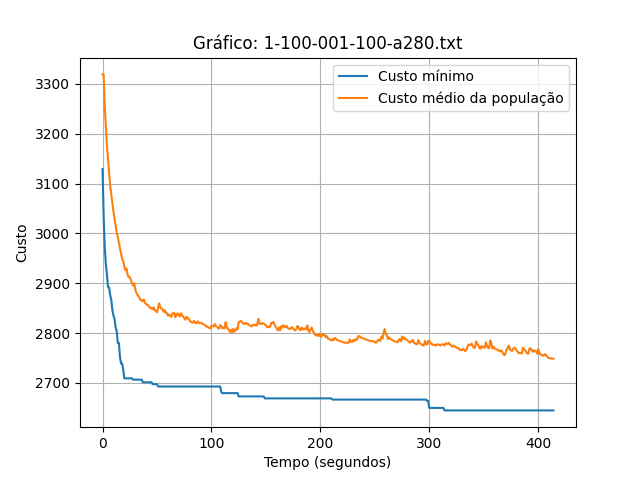 Gráfico: 1-100-001-100-a280.txt
Custo mínimo
Custo médio da população
Custo
3300
3200
3100
3000
2900
2800
2700
0 100 200 300 400
Tempo (segundos)